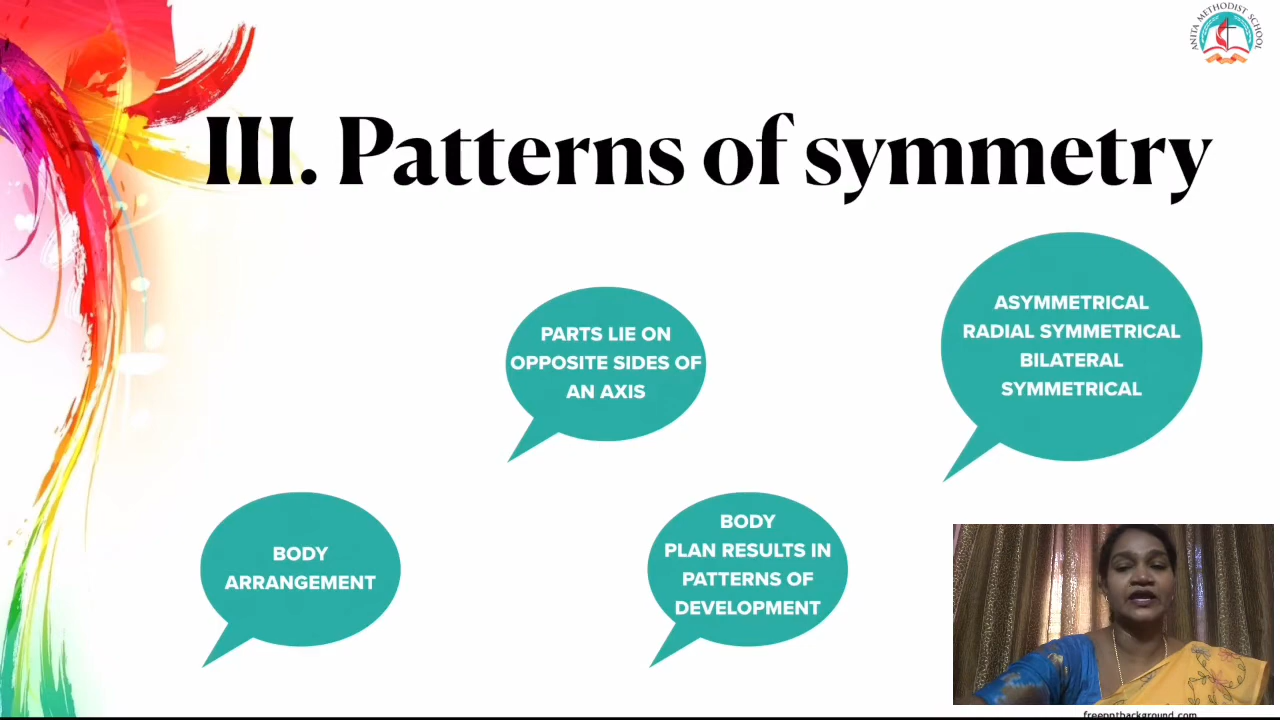 ANITA METHODIST SCHOOL
III. Patterns of symmetry
PARTS LIE ON
OPPOSITE SIDES OF
AN AXIS
ASYMMETRICAL
RADIAL SYMMETRICAL
BILATERAL
SYMMETRICAL
BODY
ARRANGEMENT
BODY
PLAN RESULTS IN
PATTERNS OF
DEVELOPMENT
freepptbackground.com